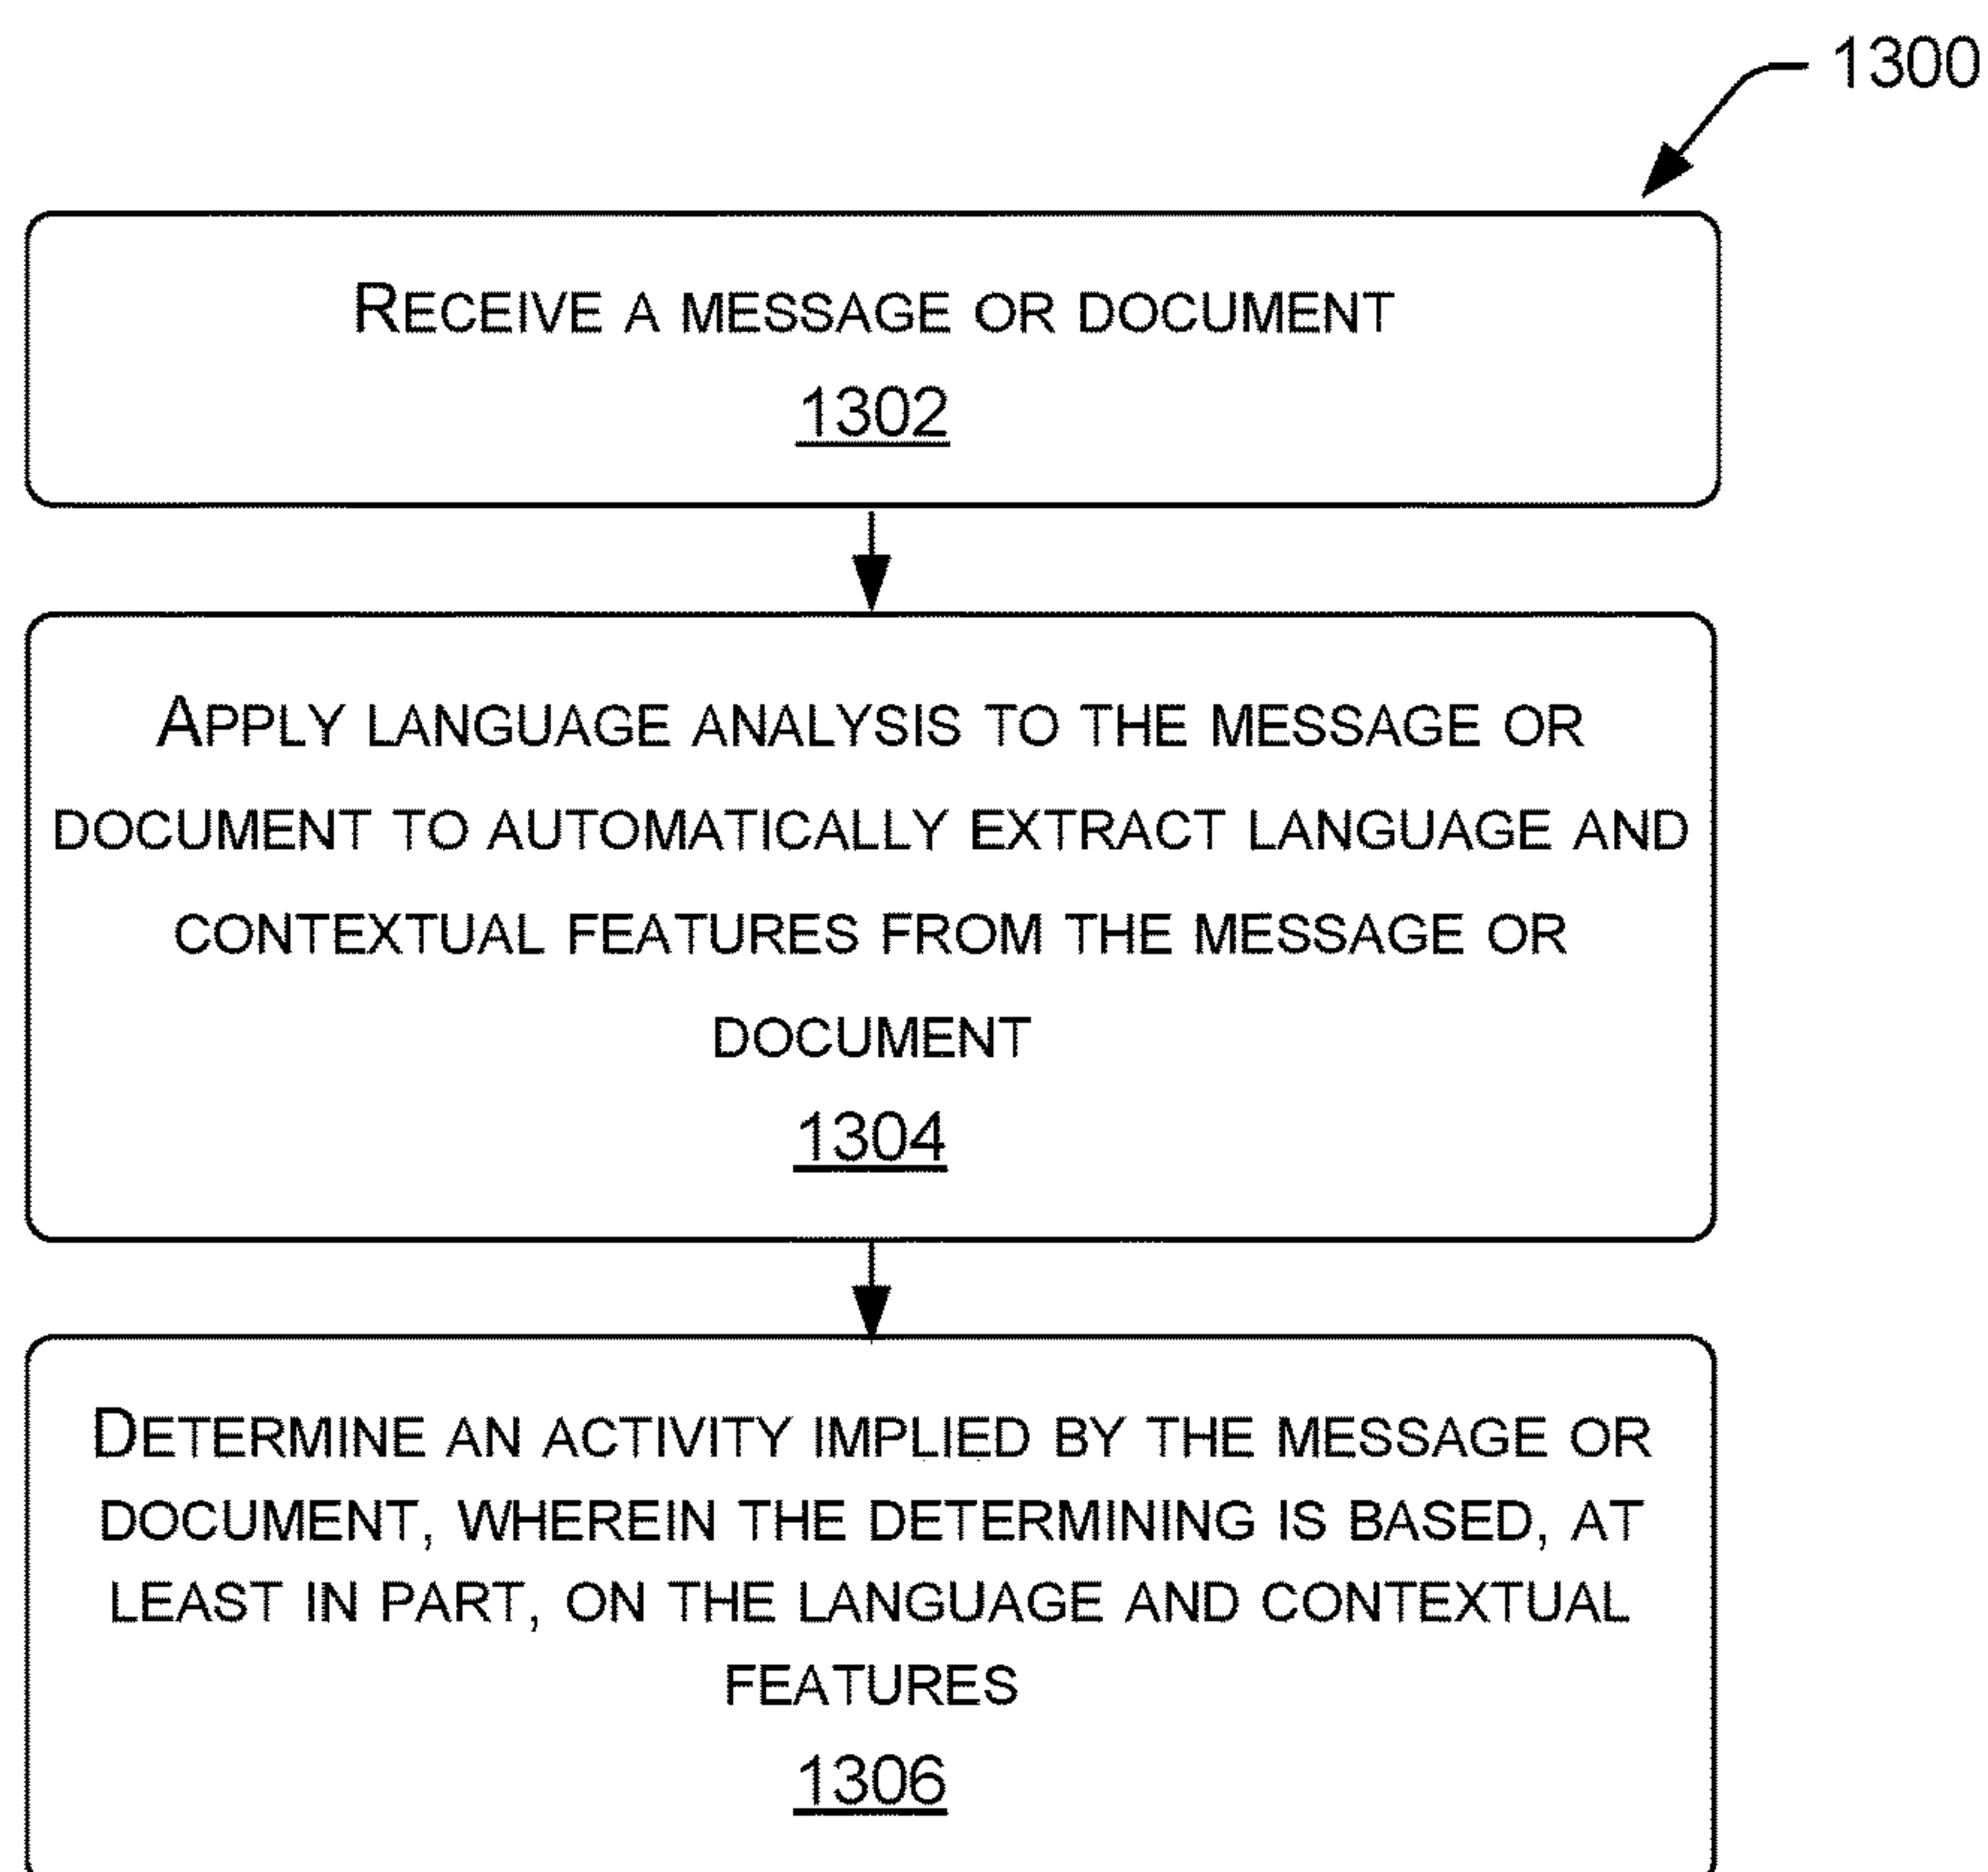 1300
RECEIVE A MESSAGE OR DOCUMENT
1302
APPLY LANGUAGE ANALYSIS TO THE MESSAGE OR
DOCUMENT TO AUTOMATICALLY EXTRACT LANGUAGE AND
CONTEXTUAL FEATURES FROM THE MESSAGE OR
DOCUMENT
1304
DETERMINE AN ACTIVITY IMPLIED BY THE MESSAGE OR
DOCUMENT, WHEREIN THE DETERMINING IS BASED, AT
LEAST IN PART, ON THE LANGUAGE AND CONTEXTUAL
FEATURES
1306